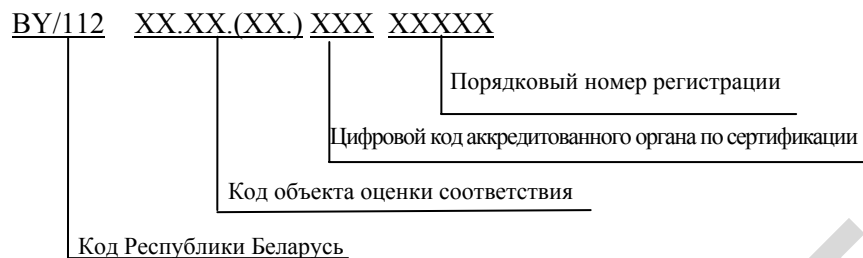 BY/112 XX.XX.(XX.) XXX XXXXX
Порядковый номер регистрации
Цифровой код аккредитованного органа по сертификации
Код объекта оценки соответствия
Код Республики Беларусь